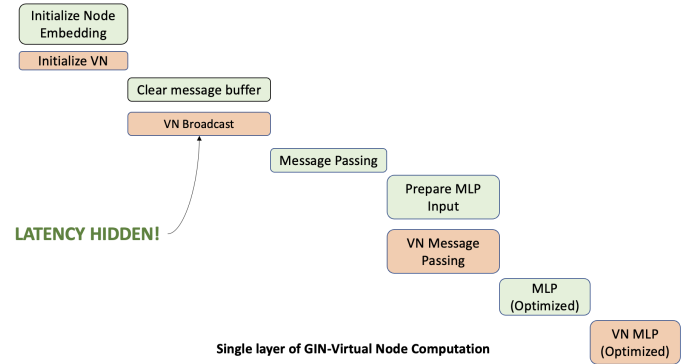 Initialize Node
Embedding
Initialize VN
Clear message buffer
VN Broadcast
Message Passing
Prepare MLP
Input
LATENCY HIDDEN!
VN Message
Passing
MLP
(Optimized)
VN MLP
(Optimized)
Single layer of GIN-Virtual Node Computation